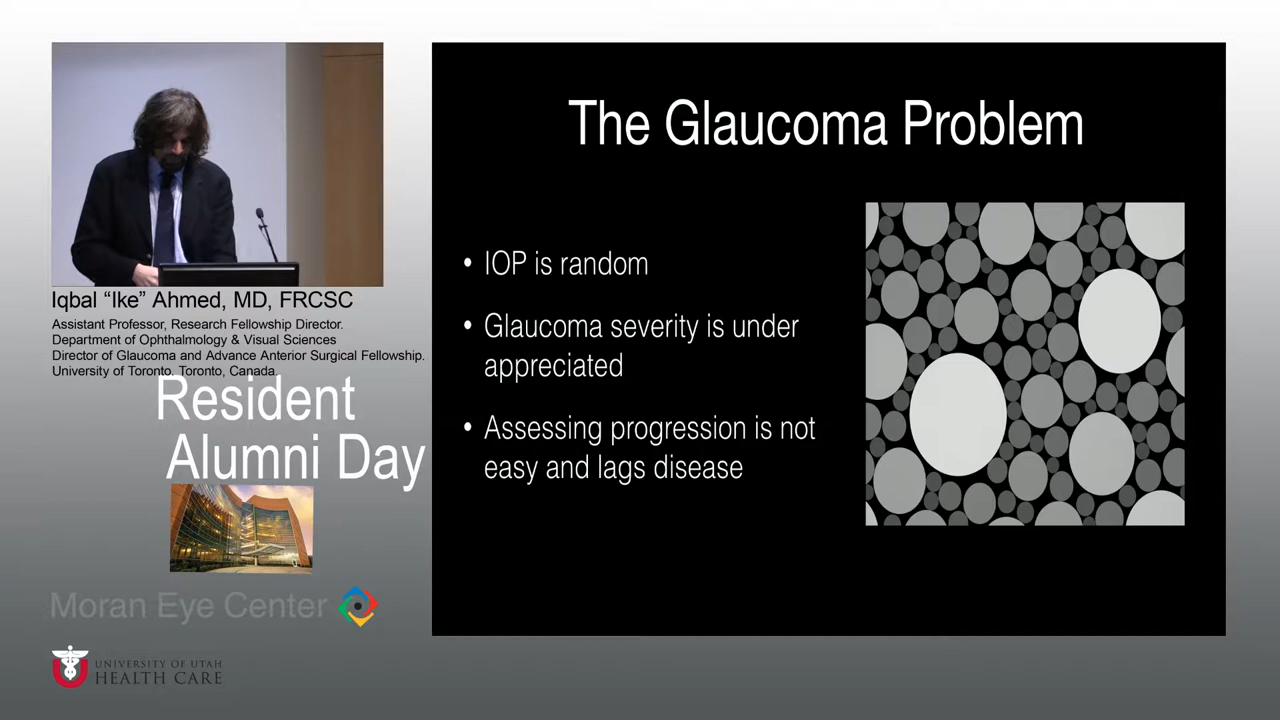 The Glaucoma Problem
• IOP is random
• Glaucoma severity is under
appreciated
• Assessing progression is not
easy and lags disease
Iqbal “Ike” Ahmed, MD, FRCSC
Assistant Professor, Research Fellowship Director.
Department of Ophthalmology & Visual Sciences
Director of Glaucoma and Advance Anterior Surgical Fellowship.
University of Toronto. Toronto, Canada.
Resident
Alumni Day
Moran Eye Center
UNIVERSITY OF UTAH
HEALTH CARE